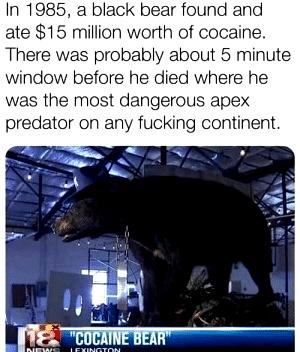 In 1985, a black bear found and
ate $15 million worth of cocaine.
There was probably about 5 minute
window before he died where he
was the most dangerous apex
predator on any fucking continent.
18 "COCAINE BEAR"
NEWS LEXINGTON